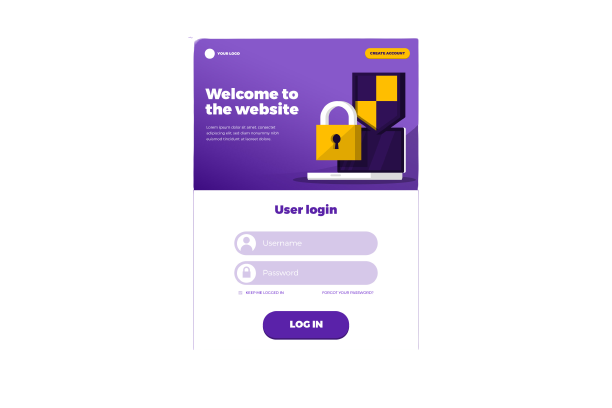 YOUR LOGO
CREATE ACCOUNT
Welcome to
the website
Lorem ipsum dolor sit amet, consectet
adipiscing elit, sed diam nonummy nibh
euismod tincidunt ut laoreet dolore.
User login
Username
Password
KEEP ME LOGGED IN
FORGOT YOUR PASSWORD?
LOG IN